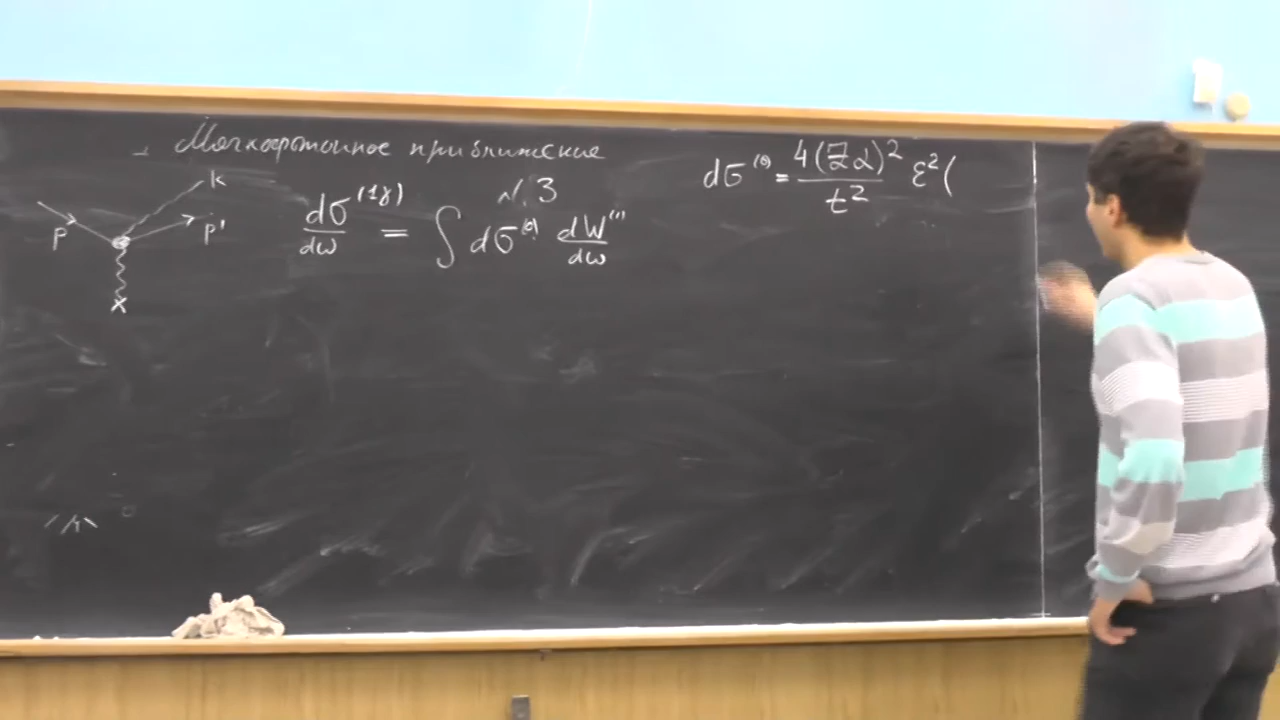 Мягкофотонное приближение
N. 3
k
p
p'
x
dσ^(1γ)/dω = ∫ dσ^(0) dW^(1)/dω
dσ^(0) = 4(Zα)²/t² ε²(